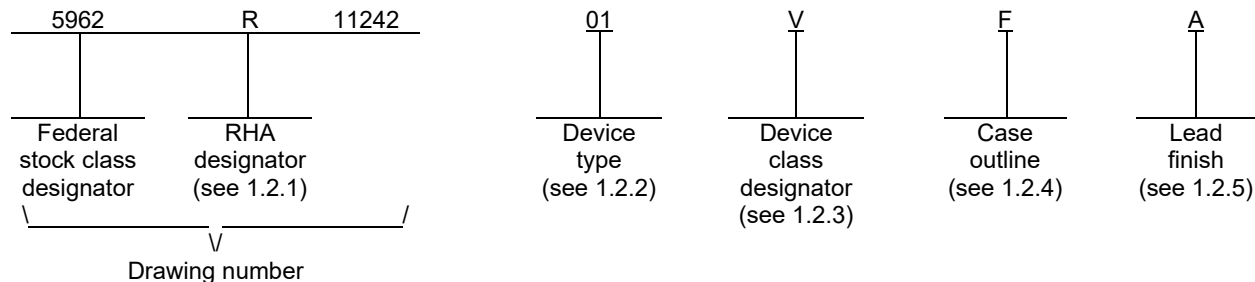 5962 R 11242 01 V F A
Federal stock class designator
RHA designator (see 1.2.1)
Device type (see 1.2.2)
Device class designator (see 1.2.3)
Case outline (see 1.2.4)
Lead finish (see 1.2.5)
\ /
\/
Drawing number